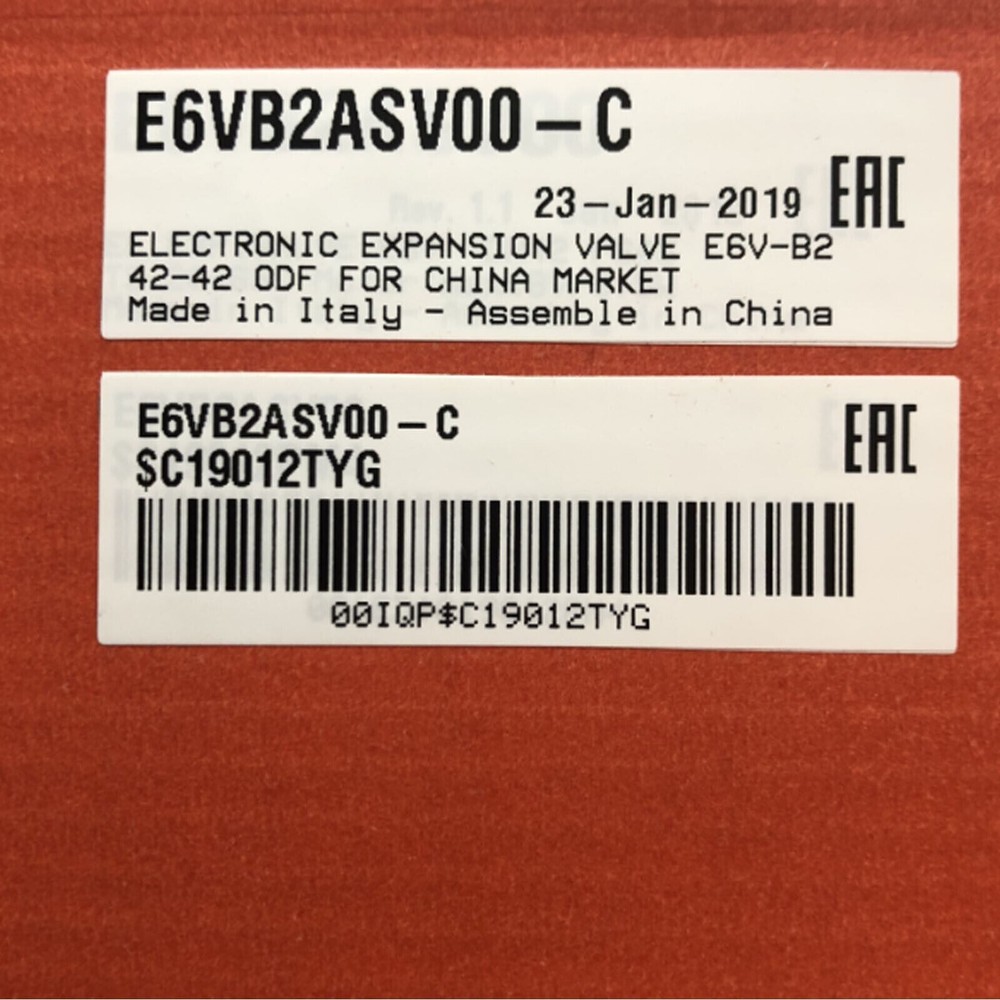 E6VB2ASV00-C
23-Jan-2019 EAC
ELECTRONIC EXPANSION VALVE E6V-B2
42-42 ODF FOR CHINA MARKET
Made in Italy - Assemble in China
E6VB2ASV00-C EAC
$C19012TYG
00IQP$C19012TYG